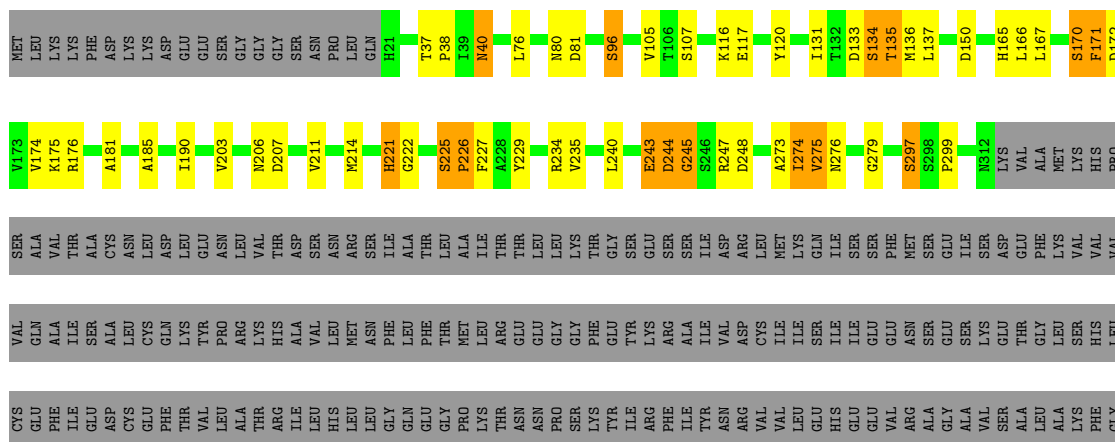 MET LEU LYS LYS PHE ASP LYS LYS ASP GLU GLU SER GLY GLY GLY SER ASN PRO LEU GLN H21 T37 P38 I39 N40 L76 N80 D81 S96 V105 T106 S107 K116 E117 Y120 I131 T132 D133 S134 T135 M136 L137 D150 H165 L166 L167 S170 F171 D172
V173 V174 K175 R176 A181 A185 I190 V203 N206 D207 V211 M214 H221 G222 S225 P226 F227 A228 Y229 R234 V235 L240 E243 D244 G245 S246 R247 D248 A273 I274 V275 N276 G279 S297 S298 P299 N312 LYS VAL ALA MET LYS HIS PRO
SER ALA VAL THR ALA CYS ASN LEU ASP LEU GLU ASN LEU VAL THR ASP SER ASN ARG SER ILE ALA THR LEU ALA ILE THR THR LEU LEU LYS THR GLY SER GLU SER SER ILE ASP ARG LEU MET LYS GLN ILE SER SER PHE MET SER GLU ILE SER ASP GLU PHE LYS VAL VAL VAL
VAL GLN ALA ILE SER ALA LEU CYS GLN LYS TYR PRO ARG LYS HIS ALA VAL LEU MET ASN PHE LEU PHE THR MET LEU ARG GLU GLU GLY GLY PHE GLU TYR LYS ARG ALA ILE VAL ASP CYS ILE ILE SER ILE ILE GLU GLU ASN SER GLU SER LYS GLU THR GLY LEU SER HIS LEU
CYS GLU PHE ILE GLU ASP CYS GLU PHE THR VAL LEU ALA THR ARG ILE LEU HIS LEU LEU GLY GLN GLU GLY PRO LYS THR ASN ASN PRO SER LYS TYR ILE ARG PHE ILE TYR ASN ARG VAL VAL LEU GLU HIS GLU GLU VAL ARG ALA GLY ALA VAL SER ALA LEU ALA LYS PHE GLY